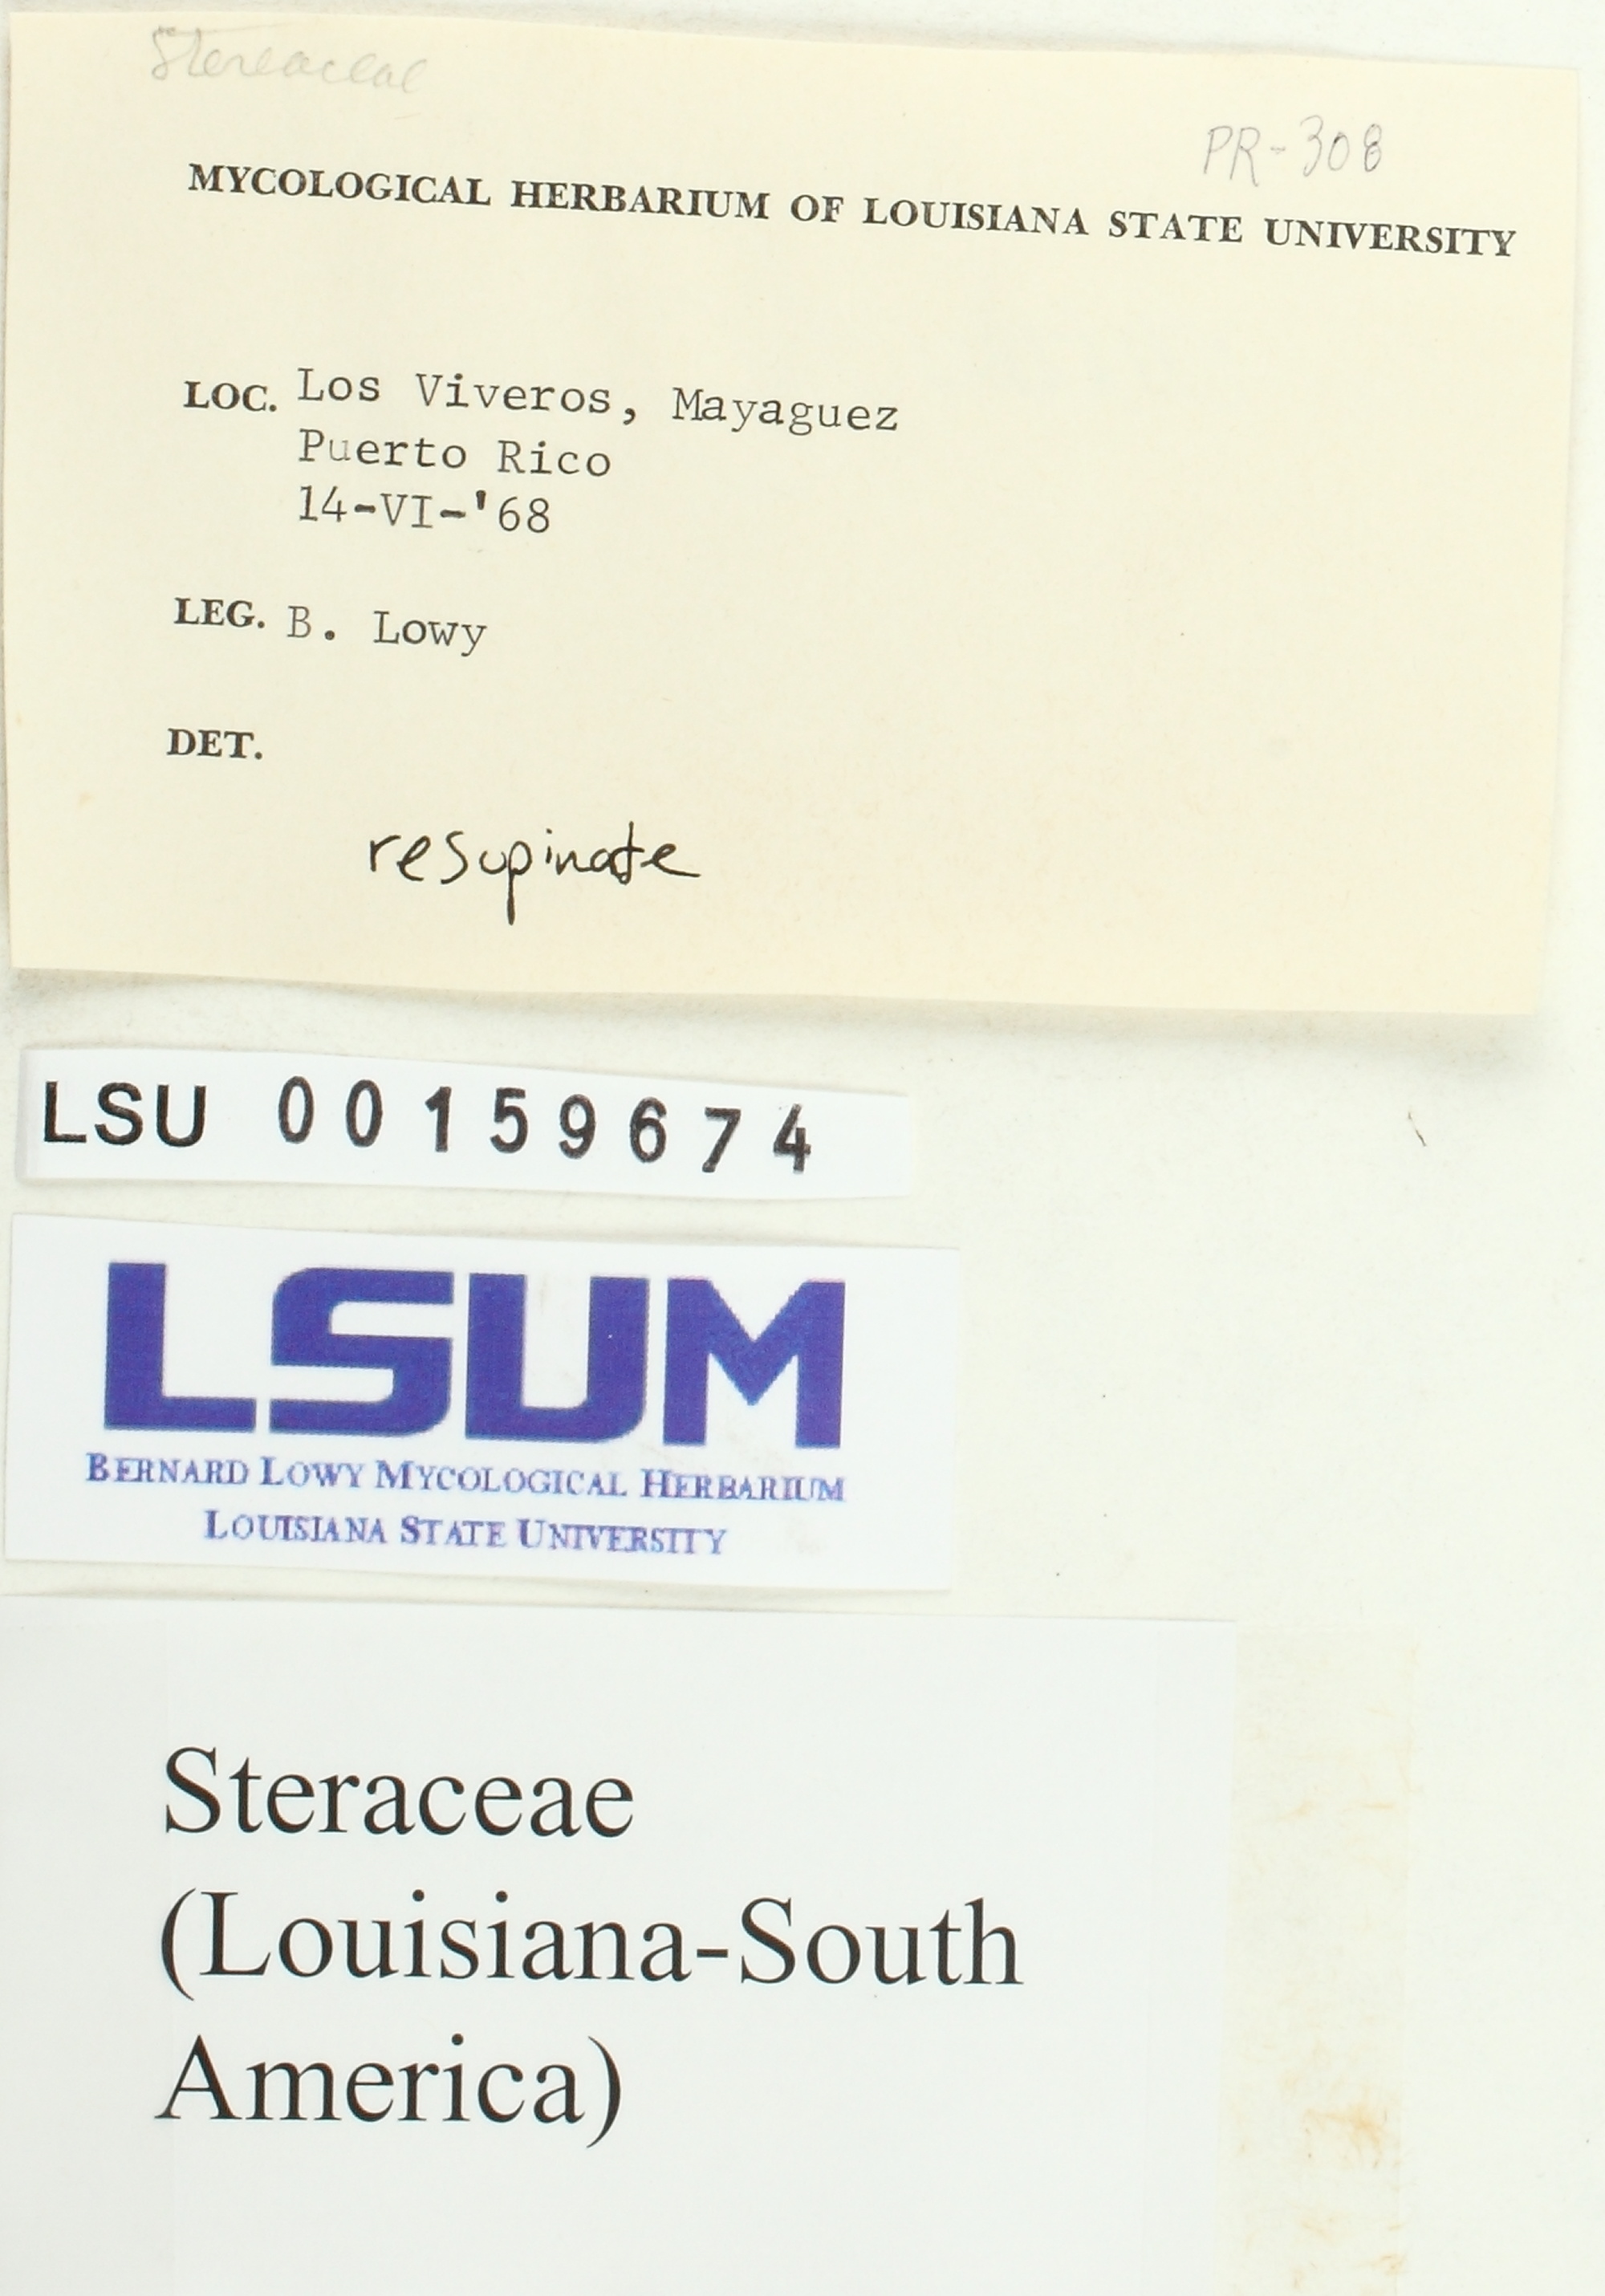 Stereaceae
PR-308
MYCOLOGICAL HERBARIUM OF LOUISIANA STATE UNIVERSITY
LOC. Los Viveros, Mayaguez
Puerto Rico
14-VI-'68
LEG. B. Lowy
DET.
resupinate
LSU 00159674
LSUM
BERNARD LOWY MYCOLOGICAL HERBARIUM
LOUISIANA STATE UNIVERSITY
Steraceae
(Louisiana-South
America)